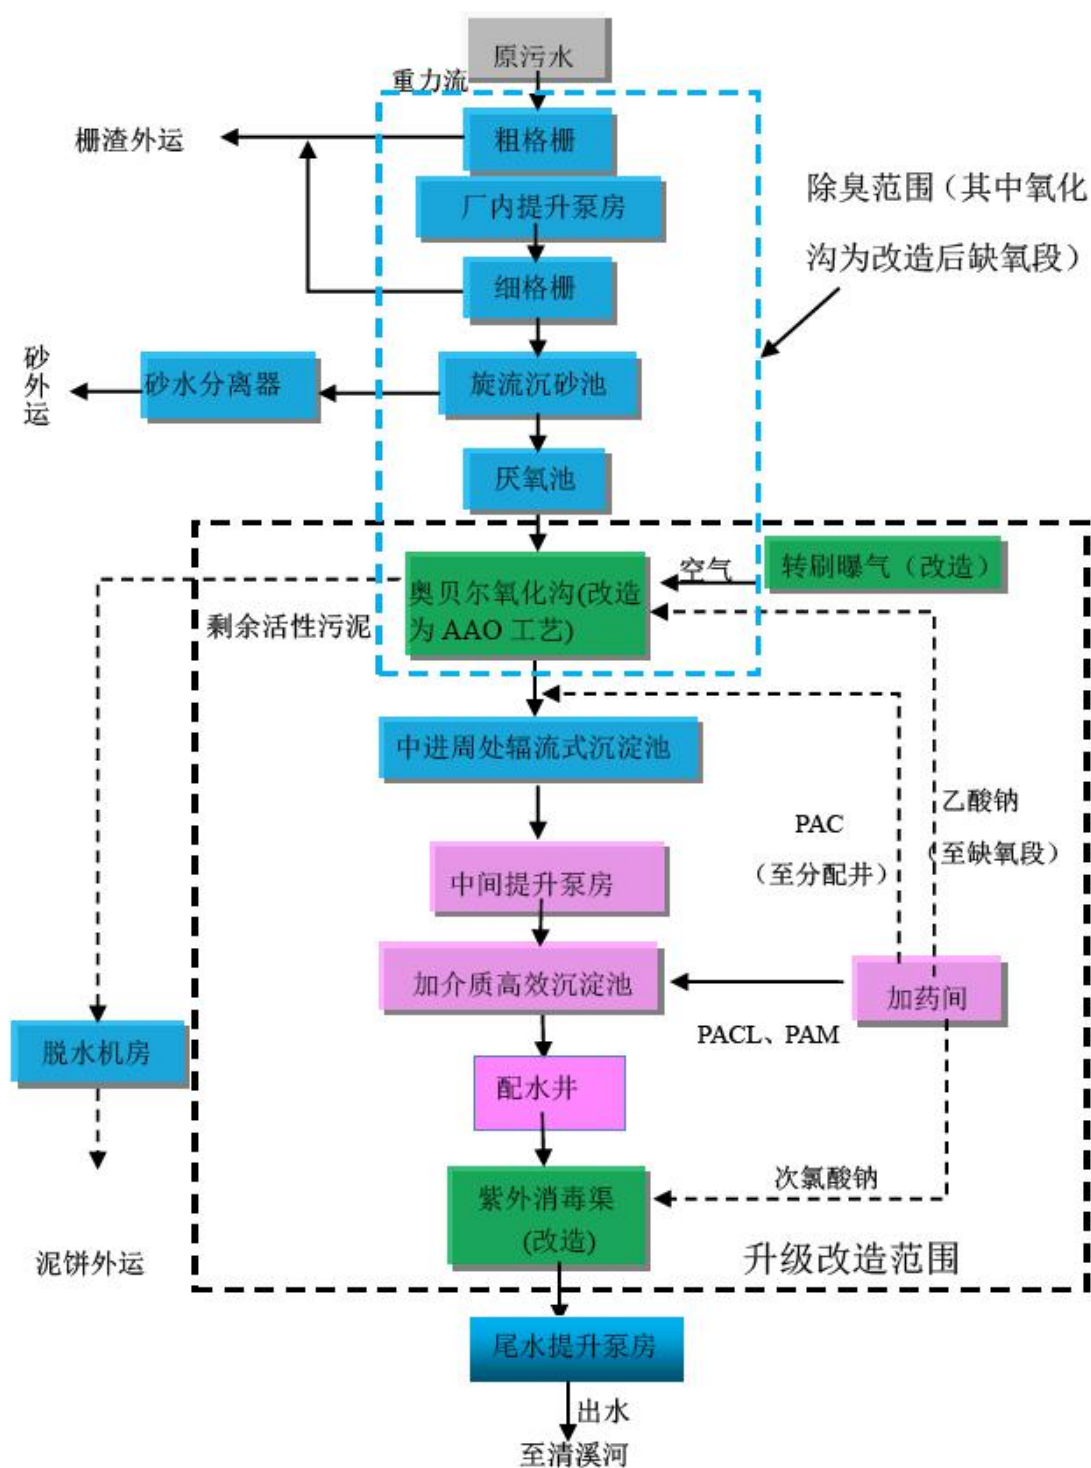 原污水
重力流
粗格栅
栅渣外运
厂内提升泵房
除臭范围（其中氧化
沟为改造后缺氧段）
细格栅
砂外运
砂水分离器
旋流沉砂池
厌氧池
空气
转刷曝气（改造）
奥贝尔氧化沟(改造
为 AAO 工艺)
剩余活性污泥
中进周处辐流式沉淀池
乙酸钠
（至缺氧段）
PAC
（至分配井）
中间提升泵房
加介质高效沉淀池
加药间
PACL、PAM
脱水机房
配水井
次氯酸钠
紫外消毒渠
(改造)
泥饼外运
升级改造范围
尾水提升泵房
出水
至清溪河